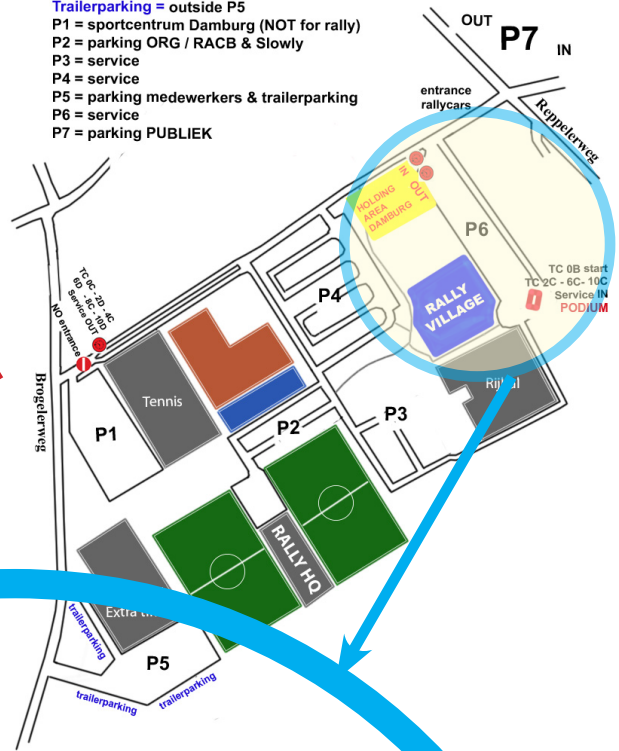 Trailerparking = outside P5
P1 = sportcentrum Damburg (NOT for rally)
P2 = parking ORG / RACB & Slowly
P3 = service
P4 = service
P5 = parking medewerkers & trailerparking
P6 = service
P7 = parking PUBLIEK
OUT
P7
IN
entrance
rallycars
Reppelerweg
IN
OUT
HOLDING
AREA
DAMBURG
P6
TC 0B start
TC 2C - 6C- 10C
Service IN
PODIUM
RALLY
VILLAGE
P4
TC 0C - 2D - 4C
6D - 8C - 10D
Service OUT
NO entrance
Brogelerweg
Tennis
P1
P2
P3
RALLY HQ
trailerparking
P5
trailerparking
trailerparking